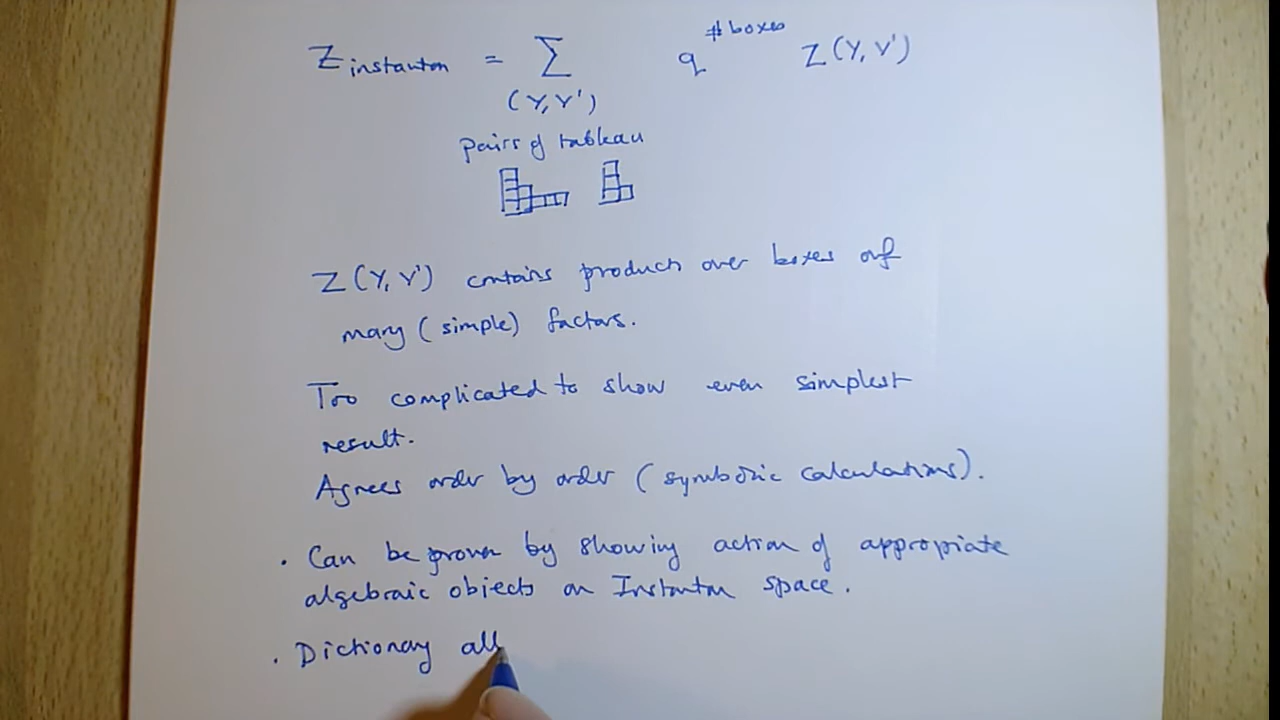 Z instanton = Σ q # boxes Z(Y, Y')
(Y, Y')
pairs of tableau
Z(Y, Y') contains product over boxes of
many (simple) factors.
Too complicated to show even simplest
result.
Agrees order by order (symbolic calculations).
. Can be proven by showing action of appropriate
algebraic objects on Instanton space.
. Dictionary all